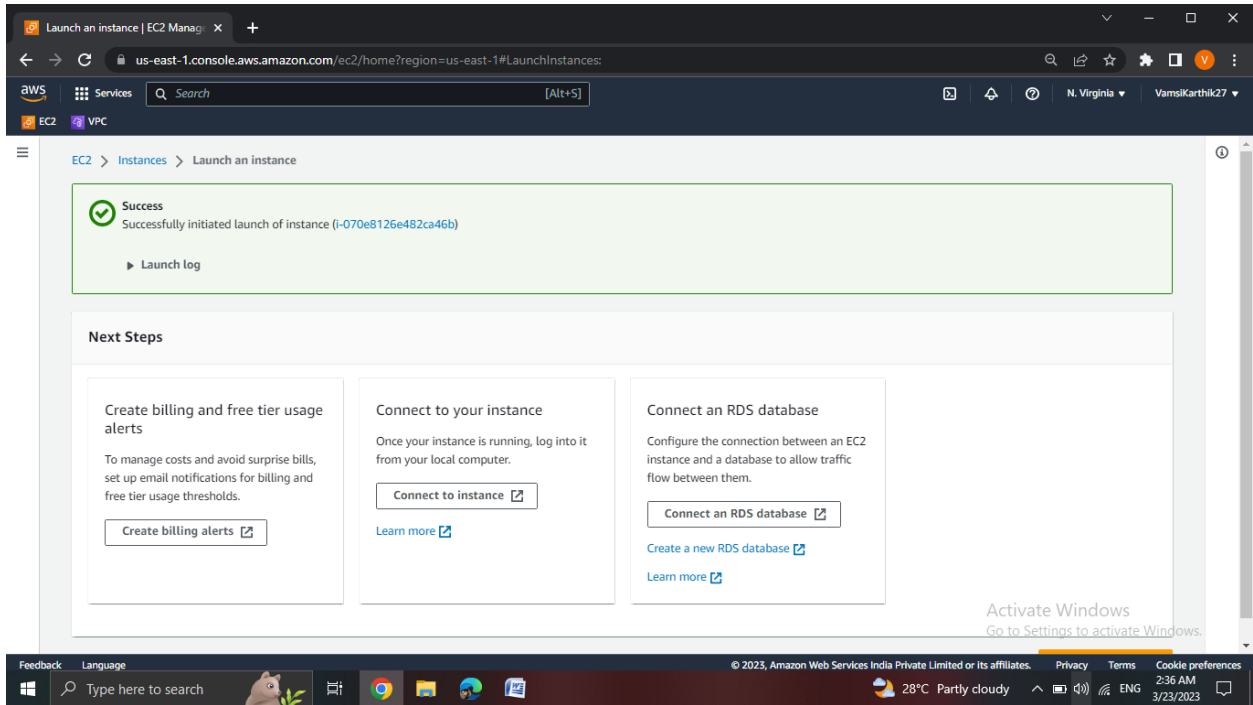 Launch an instance | EC2 Manage
us-east-1.console.aws.amazon.com/ec2/home?region=us-east-1#LaunchInstances:
V
aws
Services
Search
[Alt+S]
N. Virginia
VamsiKarthik27
EC2
VPC
EC2 > Instances > Launch an instance
Success
Successfully initiated launch of instance (i-070e8126e482ca46b)
Launch log
Next Steps
Create billing and free tier usage
alerts
To manage costs and avoid surprise bills,
set up email notifications for billing and
free tier usage thresholds.
Create billing alerts
Connect to your instance
Once your instance is running, log into it
from your local computer.
Connect to instance
Learn more
Connect an RDS database
Configure the connection between an EC2
instance and a database to allow traffic
flow between them.
Connect an RDS database
Create a new RDS database
Learn more
Activate Windows
Go to Settings to activate Windows.
Feedback
Language
© 2023, Amazon Web Services India Private Limited or its affiliates.
Privacy
Terms
Cookie preferences
Type here to search
28°C Partly cloudy
ENG
2:36 AM
3/23/2023